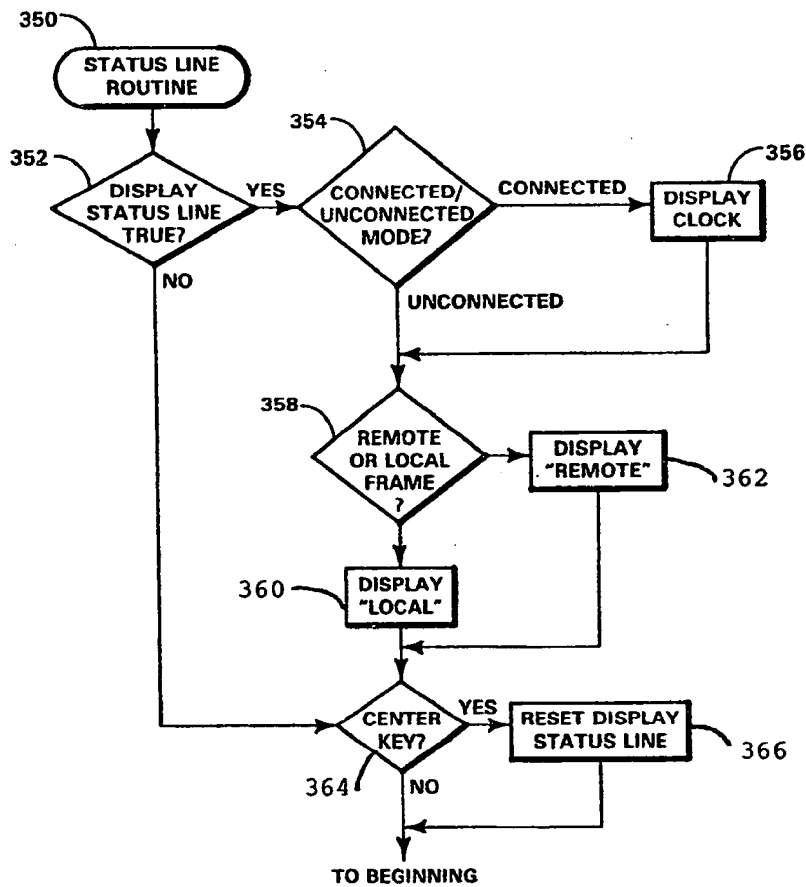 350
STATUS LINE
ROUTINE
352
DISPLAY
STATUS LINE
TRUE?
YES
NO
354
CONNECTED/
UNCONNECTED
MODE?
CONNECTED
UNCONNECTED
356
DISPLAY
CLOCK
358
REMOTE
OR LOCAL
FRAME
?
DISPLAY
"REMOTE"
362
360
DISPLAY
"LOCAL"
CENTER
KEY?
364
YES
NO
RESET DISPLAY
STATUS LINE
366
TO BEGINNING